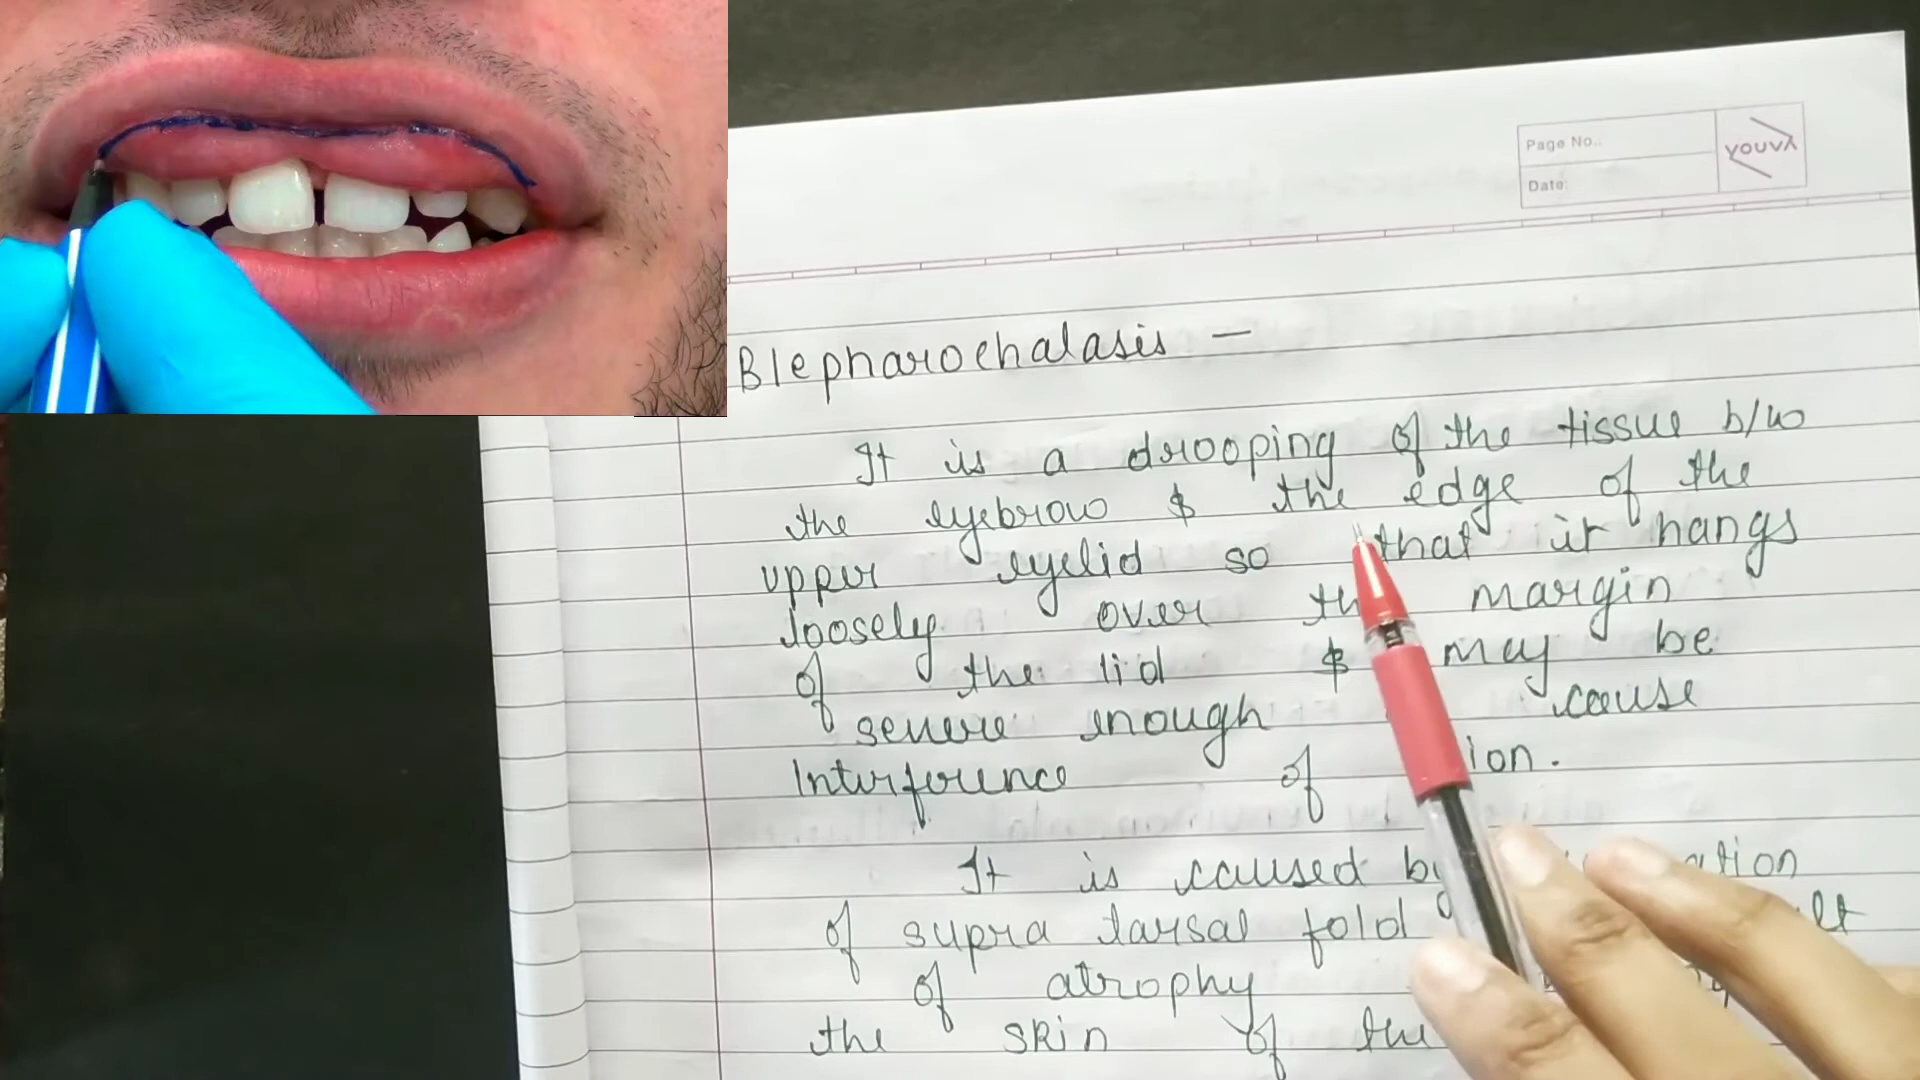 Page No.:
Date:
YOUVA
Blepharochalasis —
It is a drooping of the tissue b/w
the eyebrow & the edge of the
upper eyelid so that it hangs
loosely over the margin
of the lid & may be
severe enough cause
Interference of
It is caused by
of supra tarsal fold
of atrophy
the skin of the